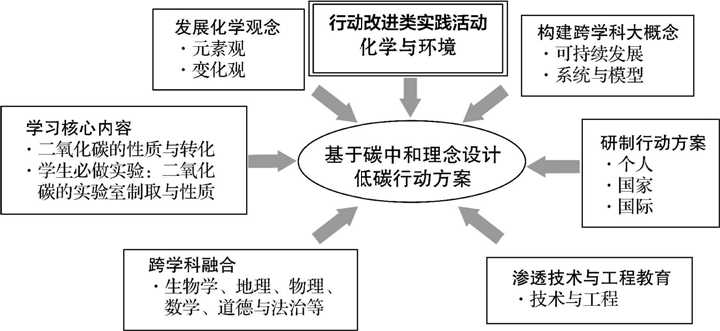 发展化学观念
·元素观
·变化观
行动改进类实践活动
化学与环境
构建跨学科大概念
·可持续发展
·系统与模型
学习核心内容
·二氧化碳的性质与转化
·学生必做实验：二氧化
碳的实验室制取与性质
基于碳中和理念设计
低碳行动方案
研制行动方案
·个人
·国家
·国际
跨学科融合
·生物学、地理、物理、
数学、道德与法治等
渗透技术与工程教育
·技术与工程